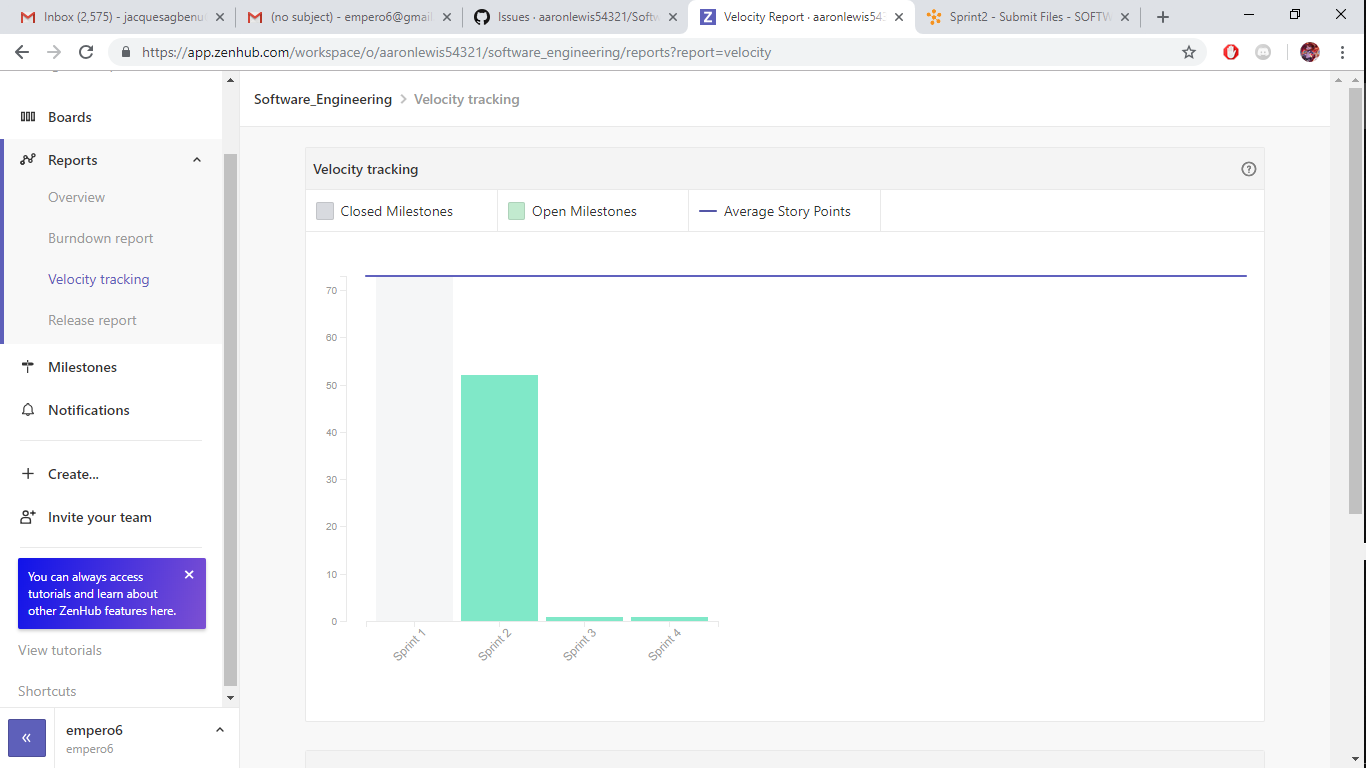 Inbox (2,575) - jacquesagbenu
(no subject) - empero6@gmail
Issues · aaronlewis54321/Softw
Velocity Report · aaronlewis543
Sprint2 - Submit Files - SOFTW
https://app.zenhub.com/workspace/o/aaronlewis54321/software_engineering/reports?report=velocity
Boards
Reports
Overview
Burndown report
Velocity tracking
Release report
Milestones
Notifications
Create...
Invite your team
You can always access
tutorials and learn about
other ZenHub features here.
View tutorials
Shortcuts
empero6
empero6
Software_Engineering > Velocity tracking
Velocity tracking
Closed Milestones
Open Milestones
Average Story Points
70
60
50
40
30
20
10
0
Sprint 1
Sprint 2
Sprint 3
Sprint 4